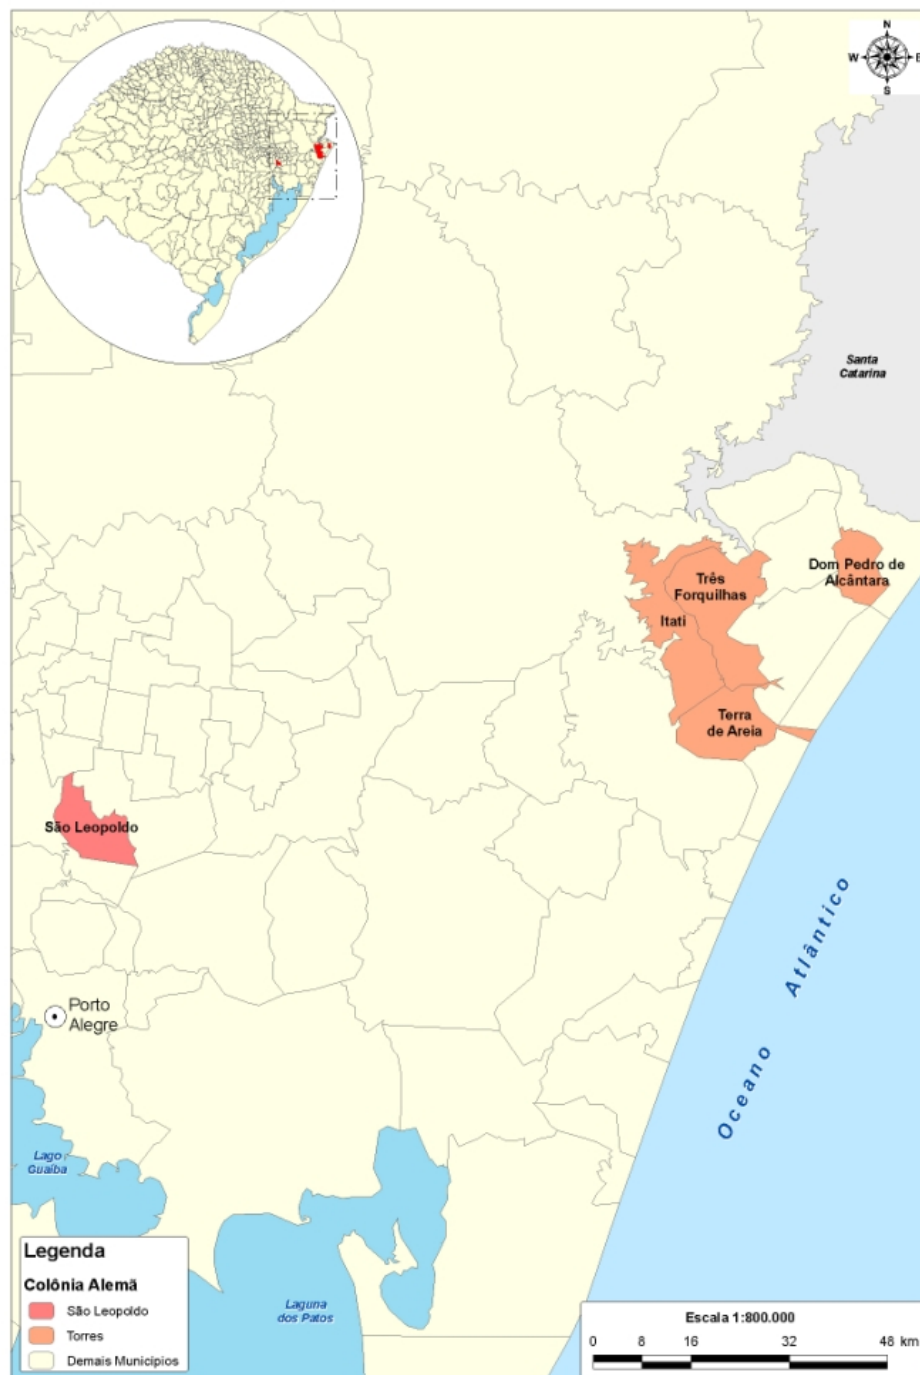 N
W
E
S
Santa
Catarina
Dom Pedro de
Alcântara
Três
Forquilhas
Itati
Terra
de Areia
São Leopoldo
Porto
Alegre
Oceano Atlântico
Lago
Guaíba
Laguna
dos Patos
Legenda
Colônia Alemã
São Leopoldo
Torres
Demais Municípios
Escala 1:800.000
0 8 16 32 48 km